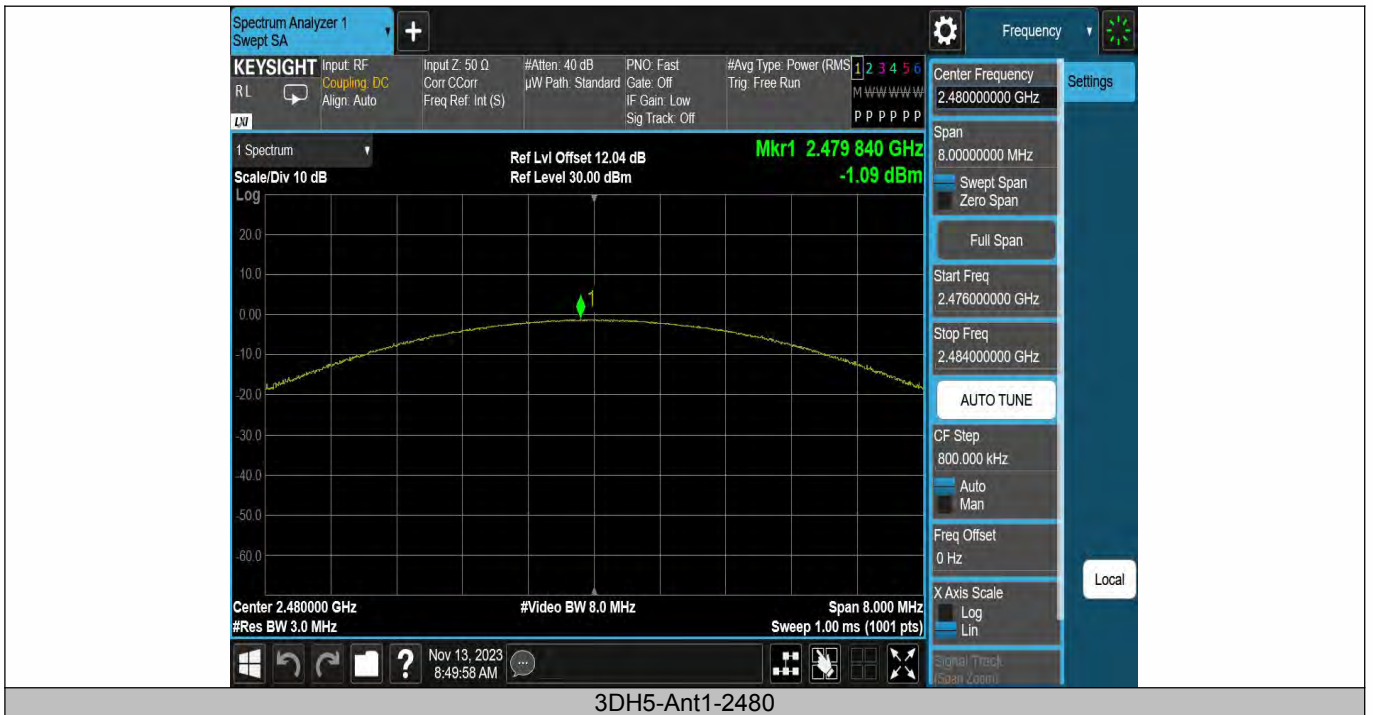 Spectrum Analyzer 1
Swept SA
+
Frequency
KEYSIGHT
RL
LXI
Input: RF
Coupling: DC
Align: Auto
Input Z: 50 Ω
Corr CCorr
Freq Ref: Int (S)
#Atten: 40 dB
µW Path: Standard
PNO: Fast
Gate: Off
IF Gain: Low
Sig Track: Off
#Avg Type: Power (RMS
Trig: Free Run
1 2 3 4 5 6
M W W W W W
P P P P P P
1 Spectrum
Scale/Div 10 dB
Ref Lvl Offset 12.04 dB
Ref Level 30.00 dBm
Mkr1 2.479 840 GHz
-1.09 dBm
Log
20.0
10.0
0.00
-10.0
-20.0
-30.0
-40.0
-50.0
-60.0
1
Center 2.480000 GHz
#Res BW 3.0 MHz
#Video BW 8.0 MHz
Span 8.000 MHz
Sweep 1.00 ms (1001 pts)
Center Frequency
2.480000000 GHz
Settings
Span
8.00000000 MHz
Swept Span
Zero Span
Full Span
Start Freq
2.476000000 GHz
Stop Freq
2.484000000 GHz
AUTO TUNE
CF Step
800.000 kHz
Auto
Man
Freq Offset
0 Hz
X Axis Scale
Log
Lin
Signal Track
(Span Zoom)
Local
?
Nov 13, 2023
8:49:58 AM
3DH5-Ant1-2480